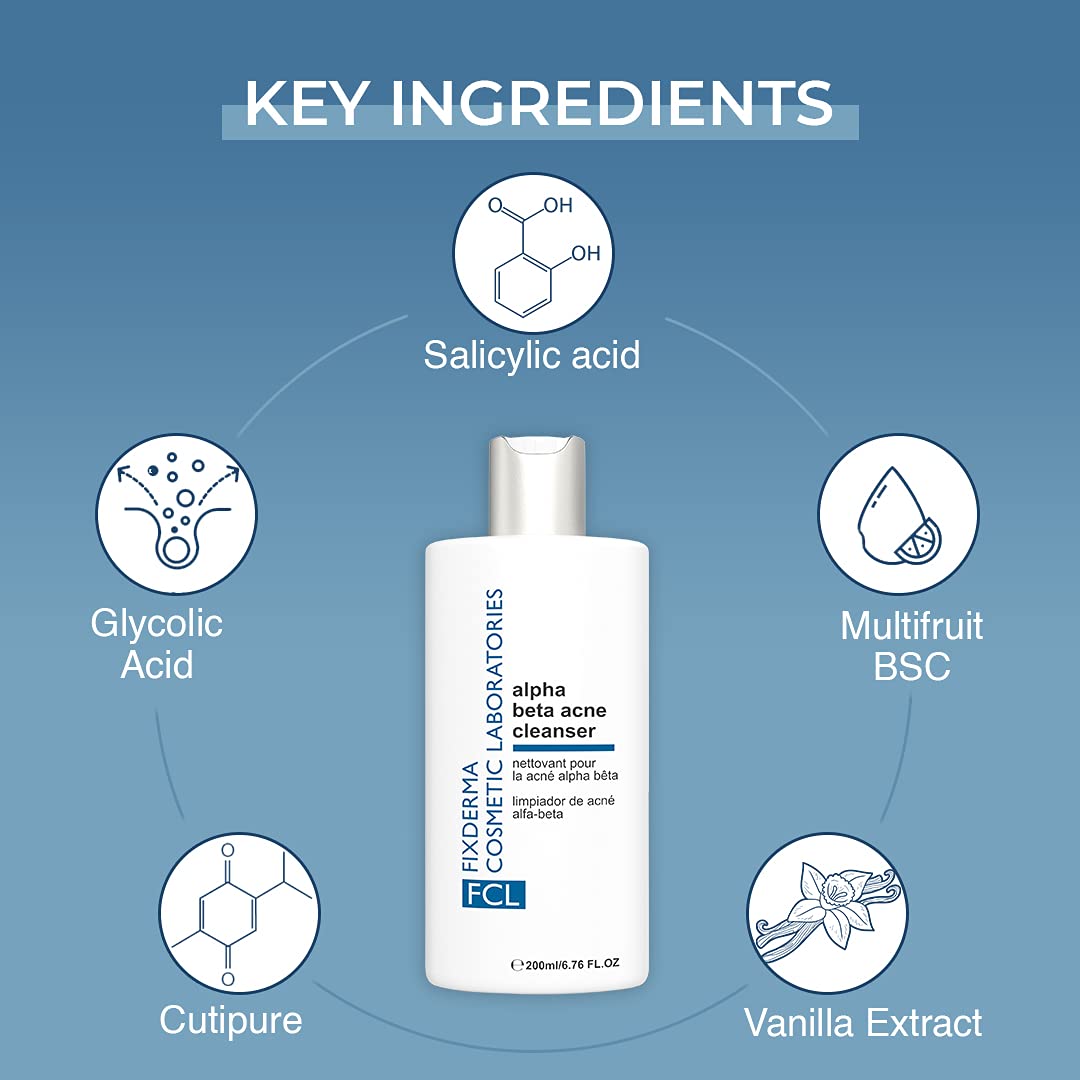 KEY INGREDIENTS
O
OH
OH
Salicylic acid
Glycolic
Acid
Multifruit
BSC
FIXDERMA
COSMETIC LABORATORIES
FCL
alpha
beta acne
cleanser
nettovant pour
la acné alpha bêta
limpiador de acné
alfa-beta
℮200ml/6.76 FL.OZ
O
O
Cutipure
Vanilla Extract